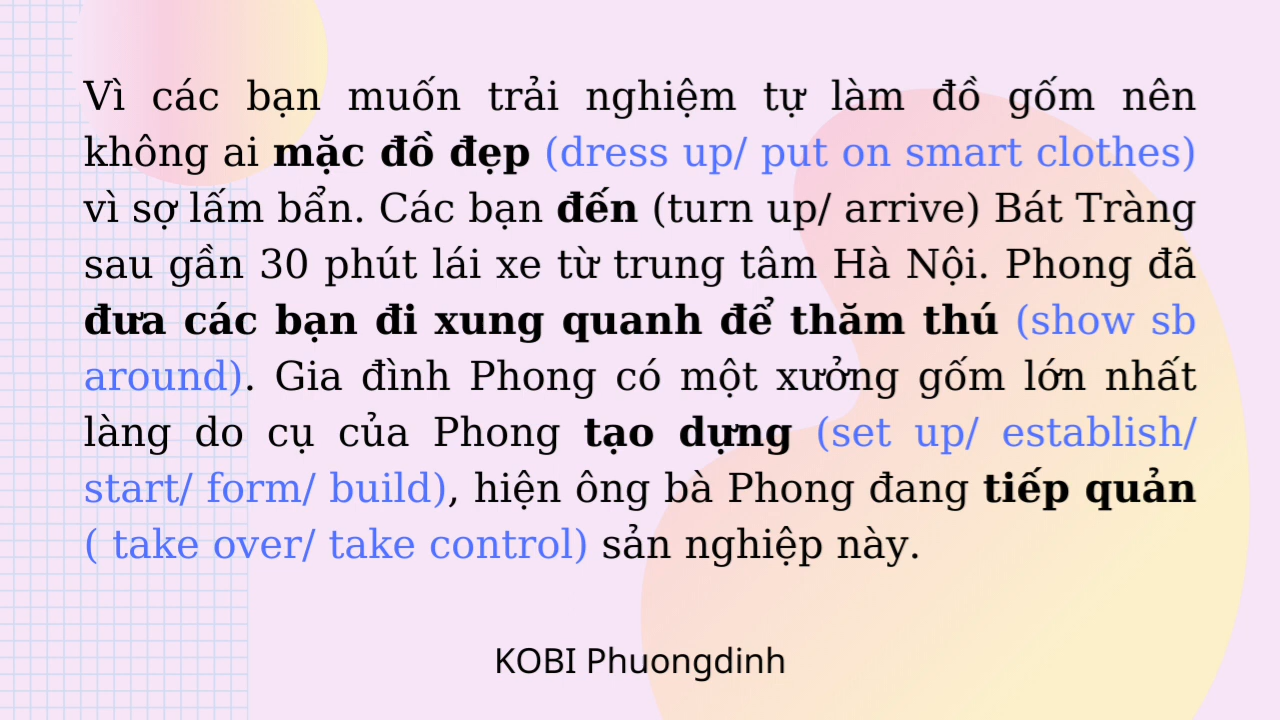 Vì các bạn muốn trải nghiệm tự làm đồ gốm nên
không ai mặc đồ đẹp (dress up/ put on smart clothes)
vì sợ lấm bẩn. Các bạn đến (turn up/ arrive) Bát Tràng
sau gần 30 phút lái xe từ trung tâm Hà Nội. Phong đã
đưa các bạn đi xung quanh để thăm thú (show sb
around). Gia đình Phong có một xưởng gốm lớn nhất
làng do cụ của Phong tạo dựng (set up/ establish/
start/ form/ build), hiện ông bà Phong đang tiếp quản
( take over/ take control) sản nghiệp này.
KOBI Phuongdinh